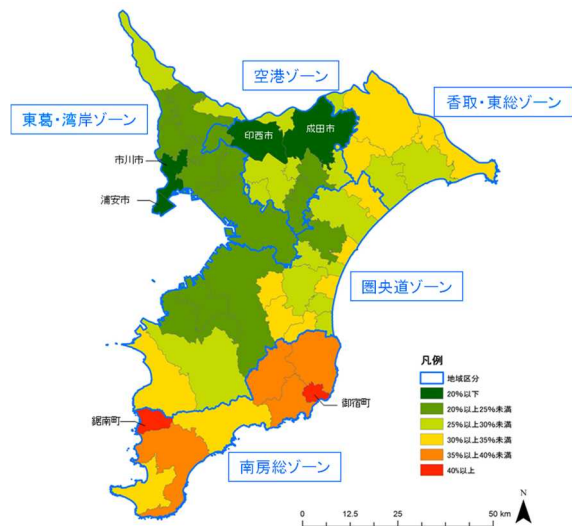 空港ゾーン
香取・東総ゾーン
東葛・湾岸ゾーン
成田市
印西市
市川市
浦安市
圏央道ゾーン
凡例
地域区分
20%以下
20%以上25%未満
25%以上30%未満
30%以上35%未満
35%以上40%未満
40%以上
御宿町
鋸南町
南房総ゾーン
N
0 12.5 25 50 km